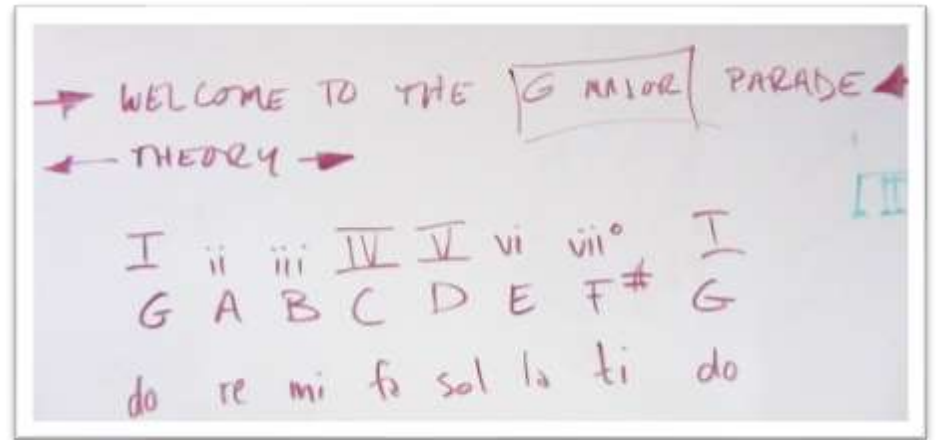 → WELCOME TO THE G MAJOR PARADE ←
← THEORY →
I ii iii IV V vi vii° I
G A B C D E F# G
do re mi fa sol la ti do